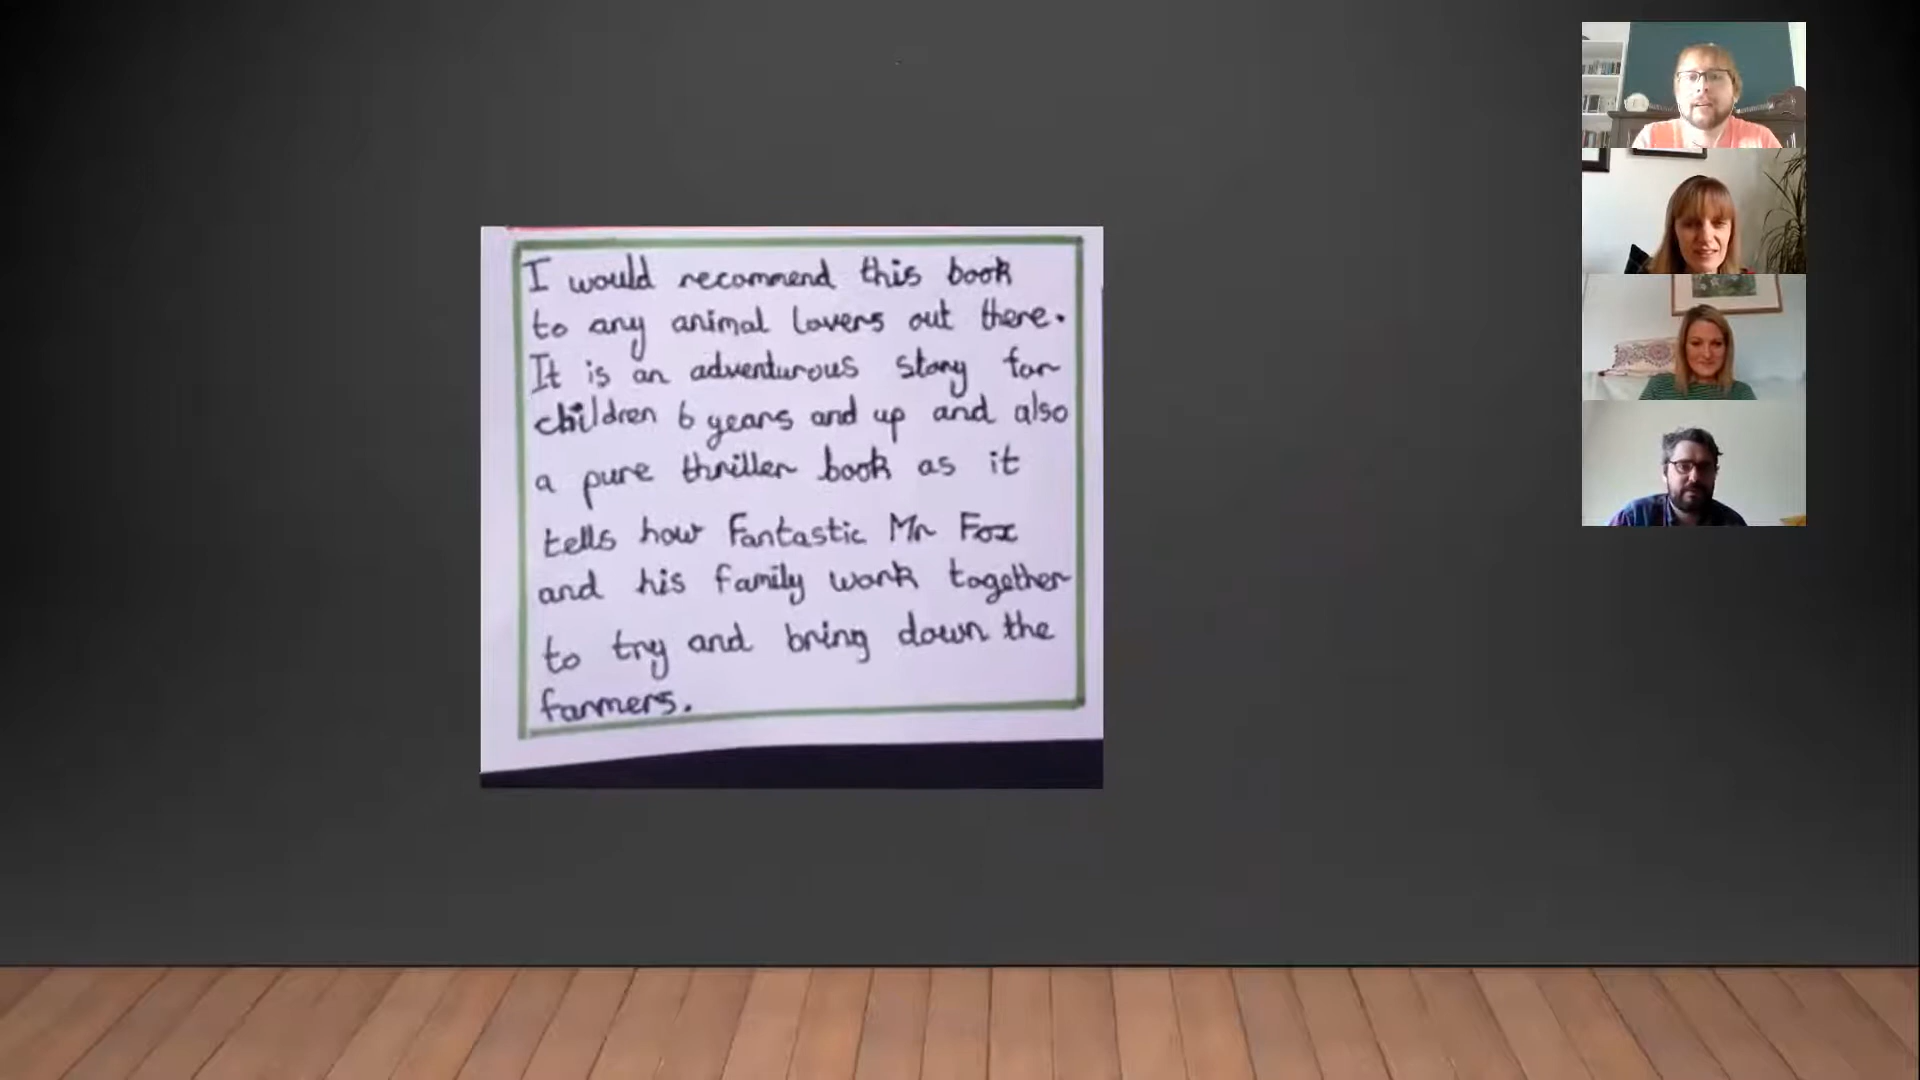 I would recommend this book
to any animal lovers out there.
It is an adventurous story for
children 6 years and up and also
a pure thriller book as it
tells how Fantastic Mr Fox
and his family work together
to try and bring down the
farmers.